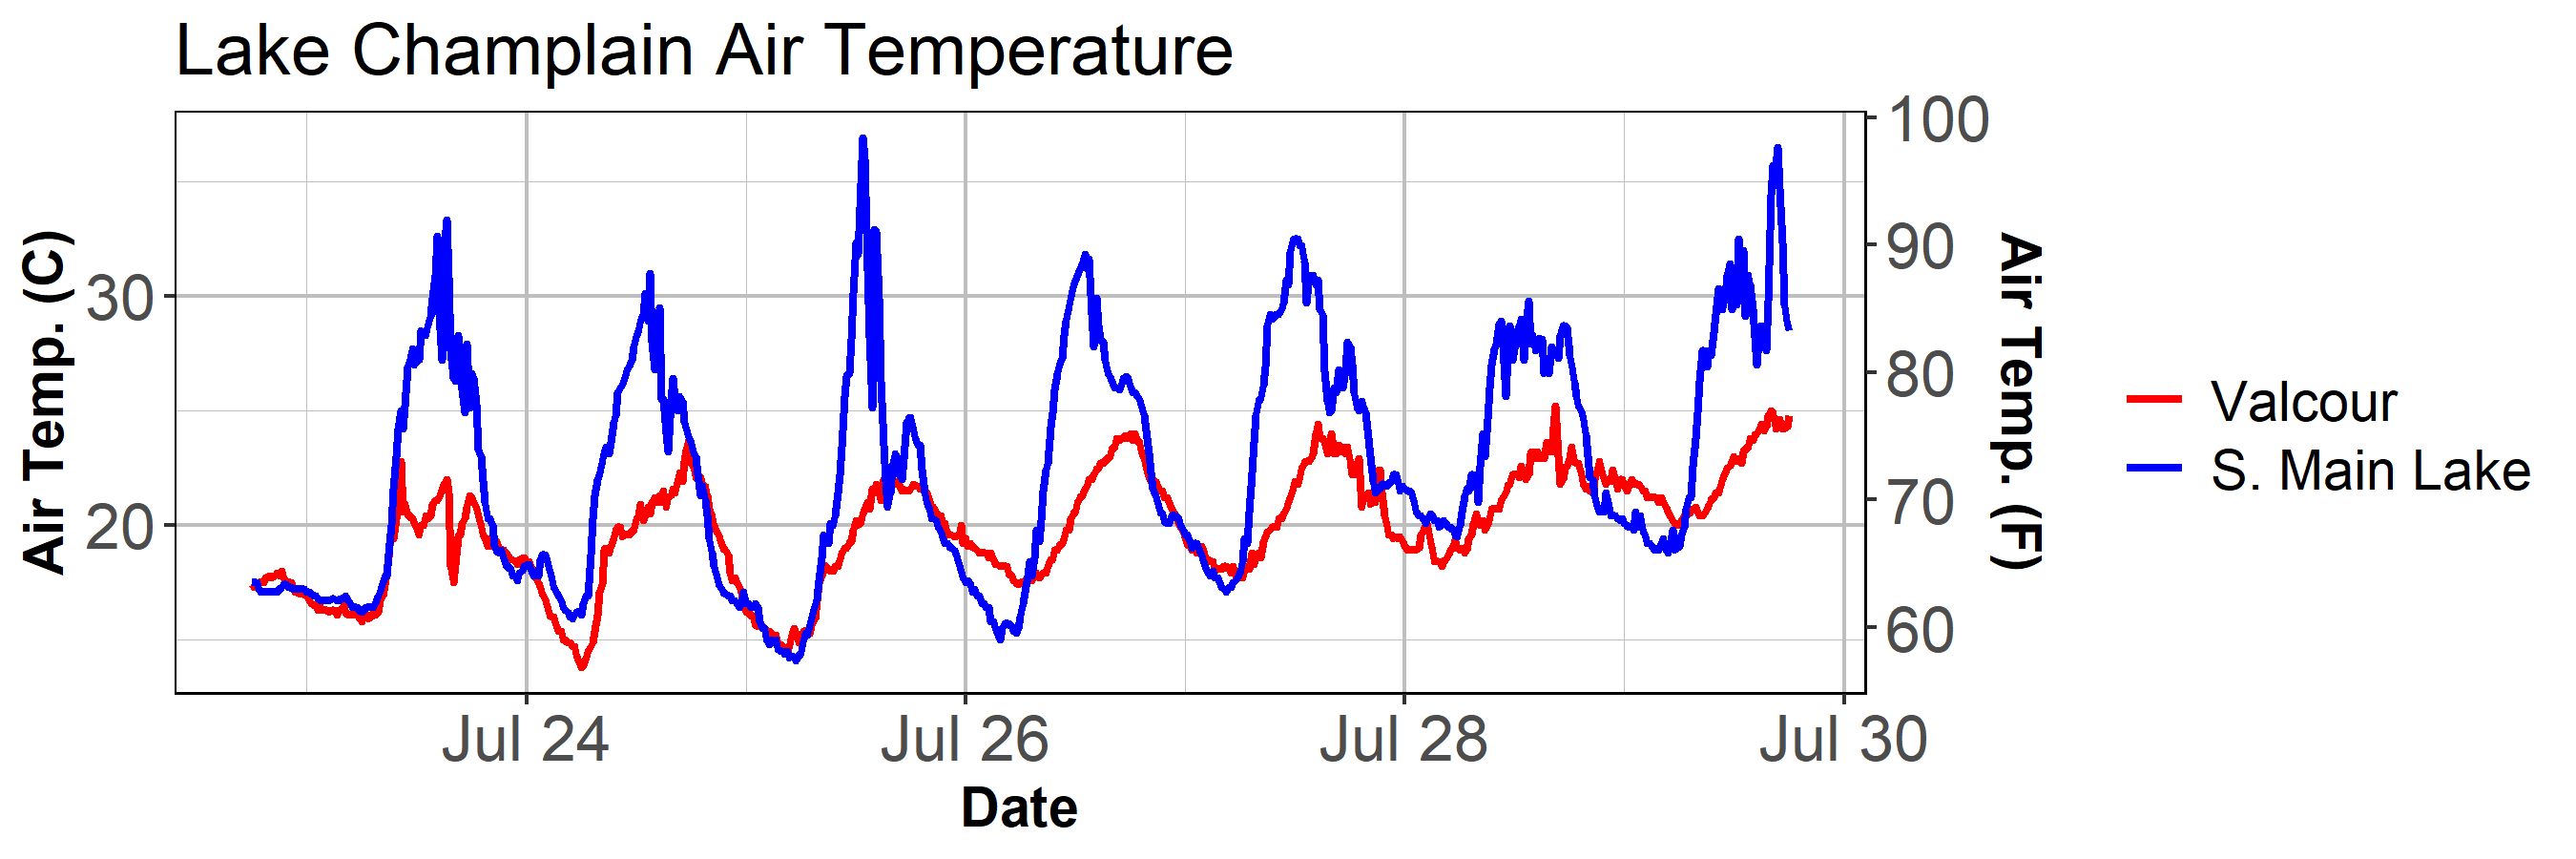 Lake Champlain Air Temperature
Air Temp. (C)
30
20
100
90
80
70
60
Air Temp. (F)
Jul 24
Jul 26
Jul 28
Jul 30
Date
Valcour
S. Main Lake